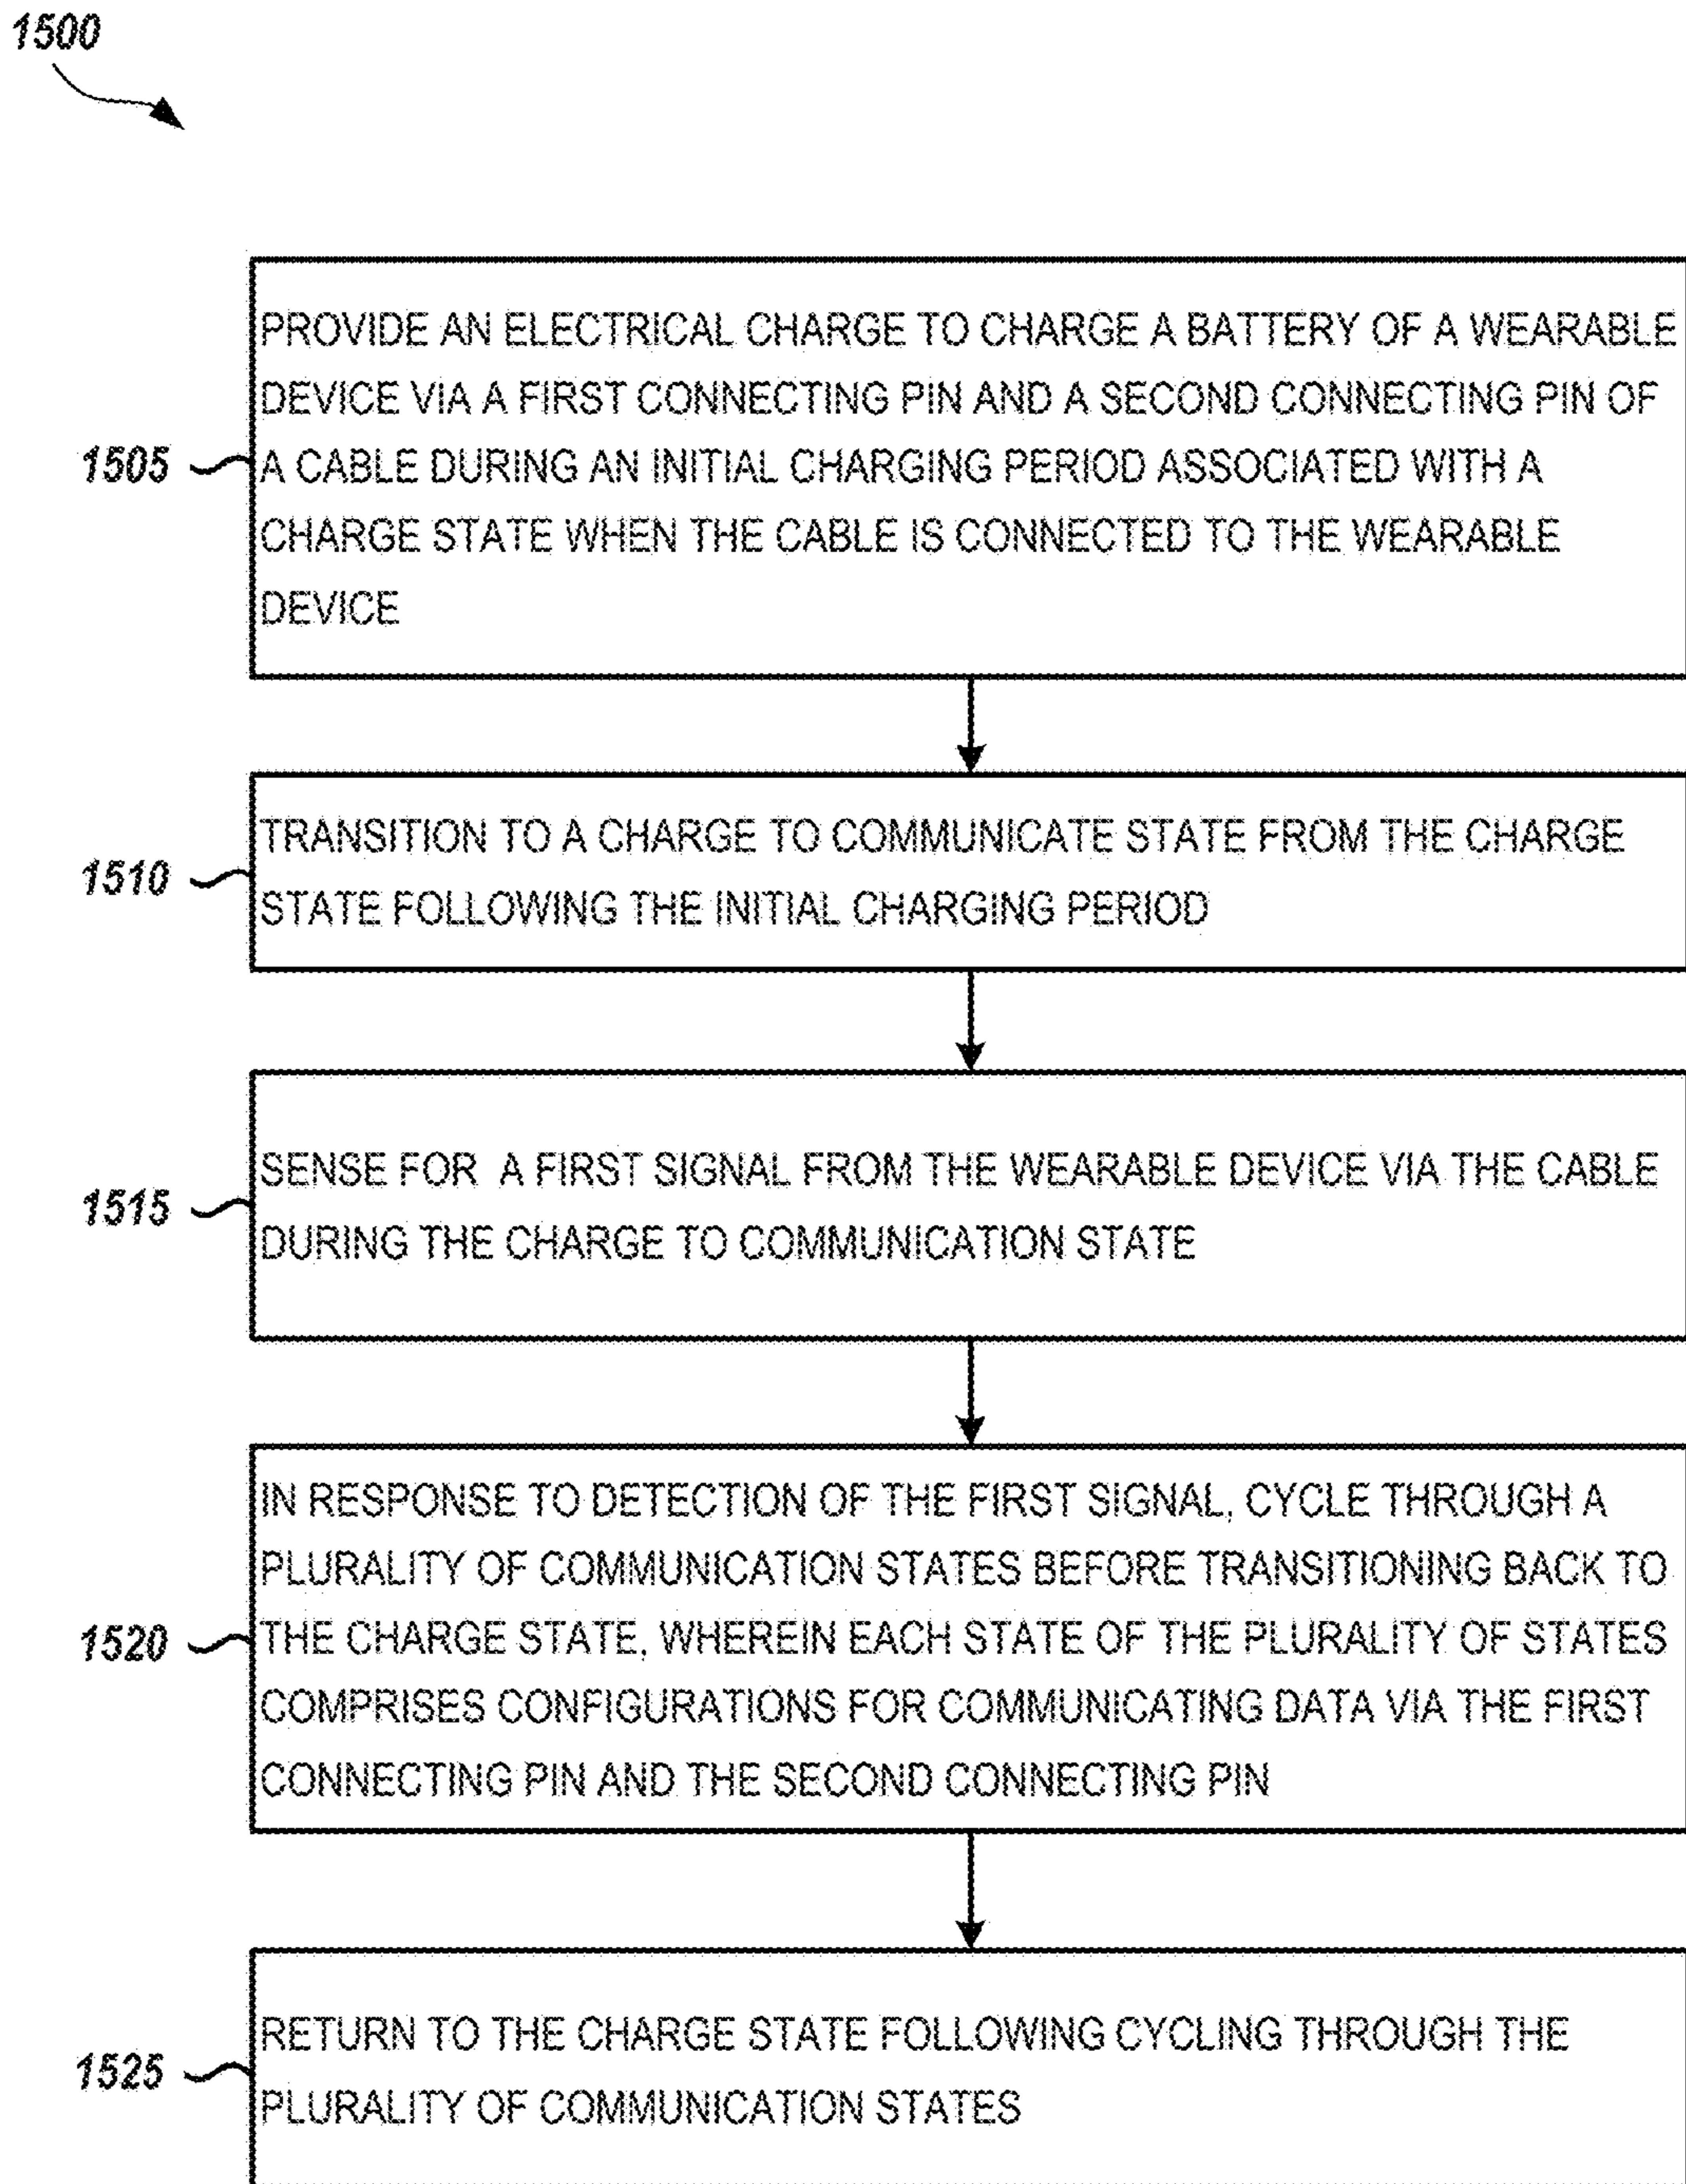 1500
PROVIDE AN ELECTRICAL CHARGE TO CHARGE A BATTERY OF A WEARABLE
DEVICE VIA A FIRST CONNECTING PIN AND A SECOND CONNECTING PIN OF
1505
A CABLE DURING AN INITIAL CHARGING PERIOD ASSOCIATED WITH A
CHARGE STATE WHEN THE CABLE IS CONNECTED TO THE WEARABLE
DEVICE
TRANSITION TO A CHARGE TO COMMUNICATE STATE FROM THE CHARGE
1510
STATE FOLLOWING THE INITIAL CHARGING PERIOD
SENSE FOR A FIRST SIGNAL FROM THE WEARABLE DEVICE VIA THE CABLE
1515
DURING THE CHARGE TO COMMUNICATION STATE
IN RESPONSE TO DETECTION OF THE FIRST SIGNAL, CYCLE THROUGH A
PLURALITY OF COMMUNICATION STATES BEFORE TRANSITIONING BACK TO
1520
THE CHARGE STATE, WHEREIN EACH STATE OF THE PLURALITY OF STATES
COMPRISES CONFIGURATIONS FOR COMMUNICATING DATA VIA THE FIRST
CONNECTING PIN AND THE SECOND CONNECTING PIN
RETURN TO THE CHARGE STATE FOLLOWING CYCLING THROUGH THE
1525
PLURALITY OF COMMUNICATION STATES